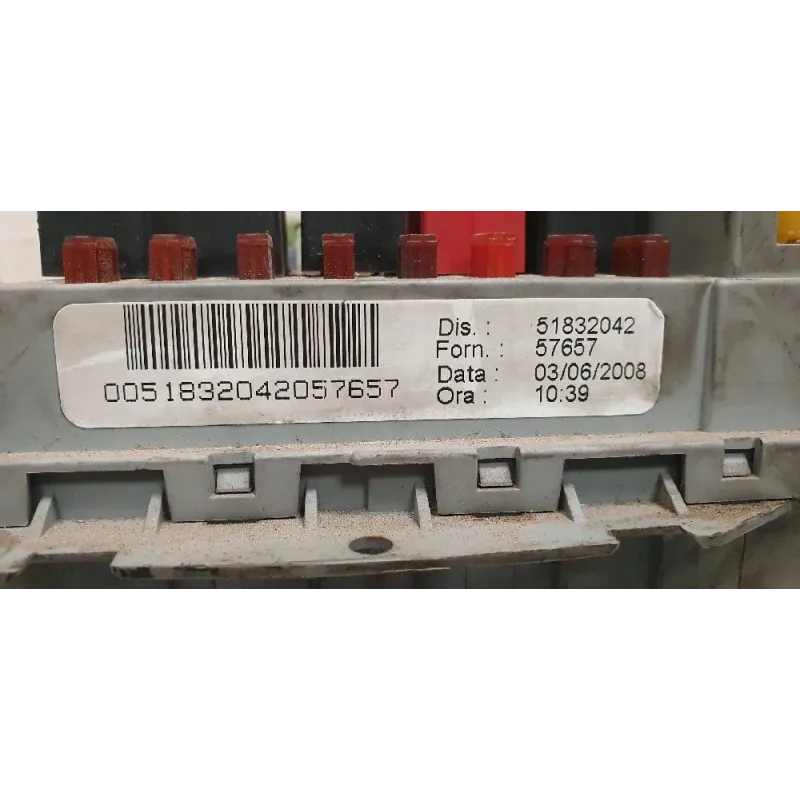 0051832042057657
Dis. : 51832042
Forn. : 57657
Data : 03/06/2008
Ora : 10:39